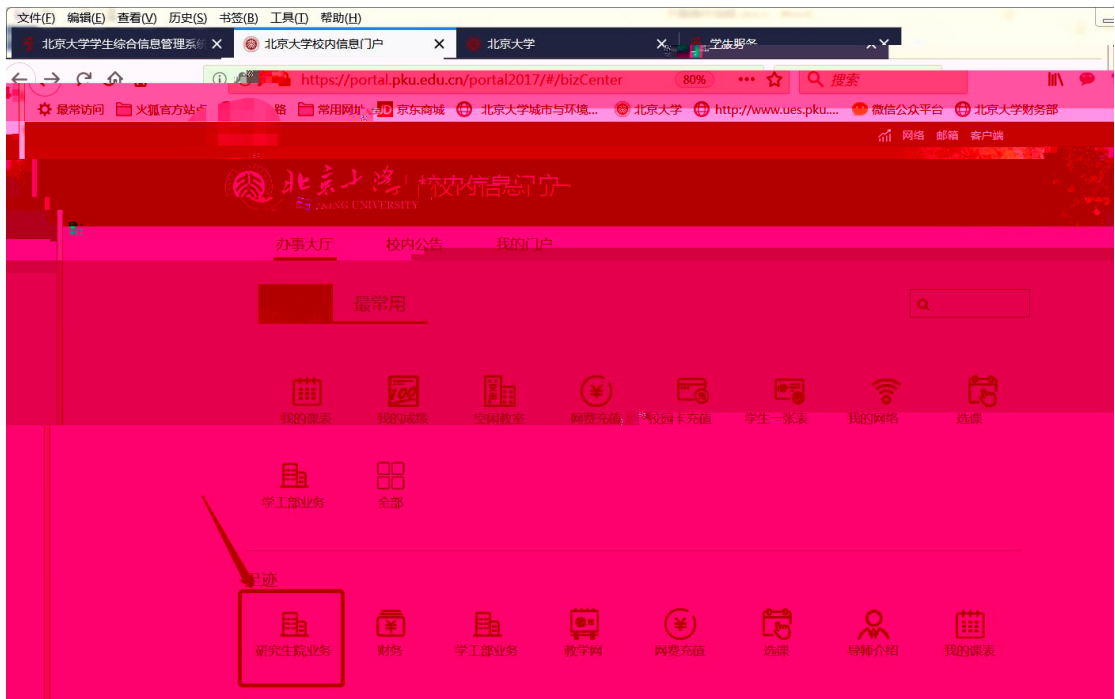 文件(F) 编辑(E) 查看(V) 历史(S) 书签(B) 工具(T) 帮助(H)
北京大学学生综合信息管理系统 × 北京大学校内信息门户 × 北京大学 ×
https://portal.pku.edu.cn/portal2017/#/bizCenter 80% ••• 搜索
最常访问 火狐官方站点 常用网址 JD 京东商城 北京大学城市与环境... 北京大学 http://www.ues.pku.... 微信公众平台 北京大学财务部
网络 邮箱 客户端
北京大学 校内信息门户
UNIVERSITY
办事大厅 校内公告 我的门户
最常用
我的课表 我的成绩 空闲教室 网费充值 校园卡充值 学生一张表 我的网络 选课
学工部业务 全部
足迹
研究生院业务 财务 学工部业务 教学网 网费充值 选课 导师介绍 我的课表